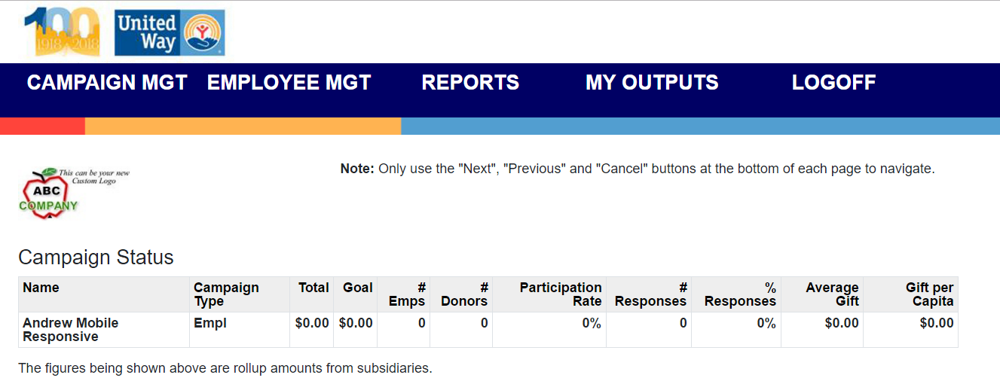 100
1918 2018
United
Way
CAMPAIGN MGT EMPLOYEE MGT REPORTS MY OUTPUTS LOGOFF
This can be your new
Custom Logo
ABC
COMPANY
Note: Only use the "Next", "Previous" and "Cancel" buttons at the bottom of each page to navigate.
Campaign Status
Name Campaign Total Goal # # Participation # % Average Gift per
Type Emps Donors Rate Responses Responses Gift Capita
Andrew Mobile Empl $0.00 $0.00 0 0 0% 0 0% $0.00 $0.00
Responsive
The figures being shown above are rollup amounts from subsidiaries.